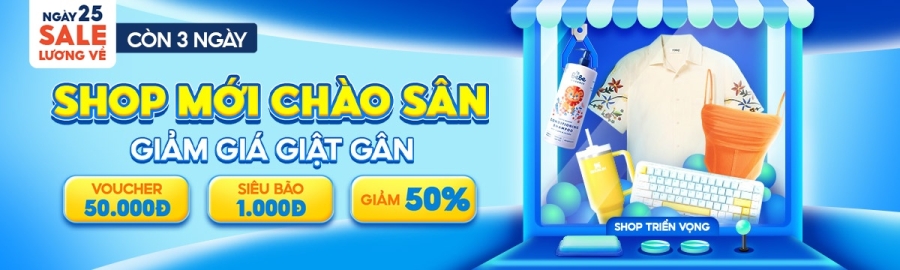 NGÀY 25
SALE
LƯƠNG VỀ
CÒN 3 NGÀY
SHOP MỚI CHÀO SÂN
GIẢM GIÁ GIẬT GÂN
VOUCHER
50.000Đ
SIÊU BÃO
1.000Đ
GIẢM 50%
SHOP TRIỂN VỌNG